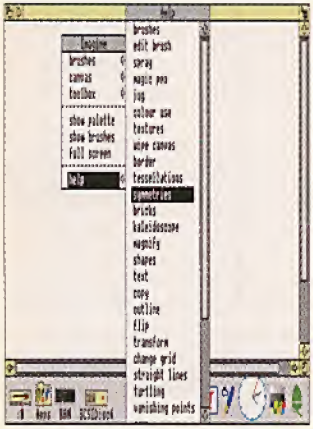 Imagine
brushes
canvas
toolbox
show palette
show brushes
full screen
help
Help
brushes
edit brush
spray
magic pen
jug
colour use
textures
wipe canvas
border
tessellations
symmetries
bricks
kaleidoscope
magnify
shapes
text
copy
outline
flip
transform
change grid
straight lines
turtling
vanishing points
:0
Apps
RAM